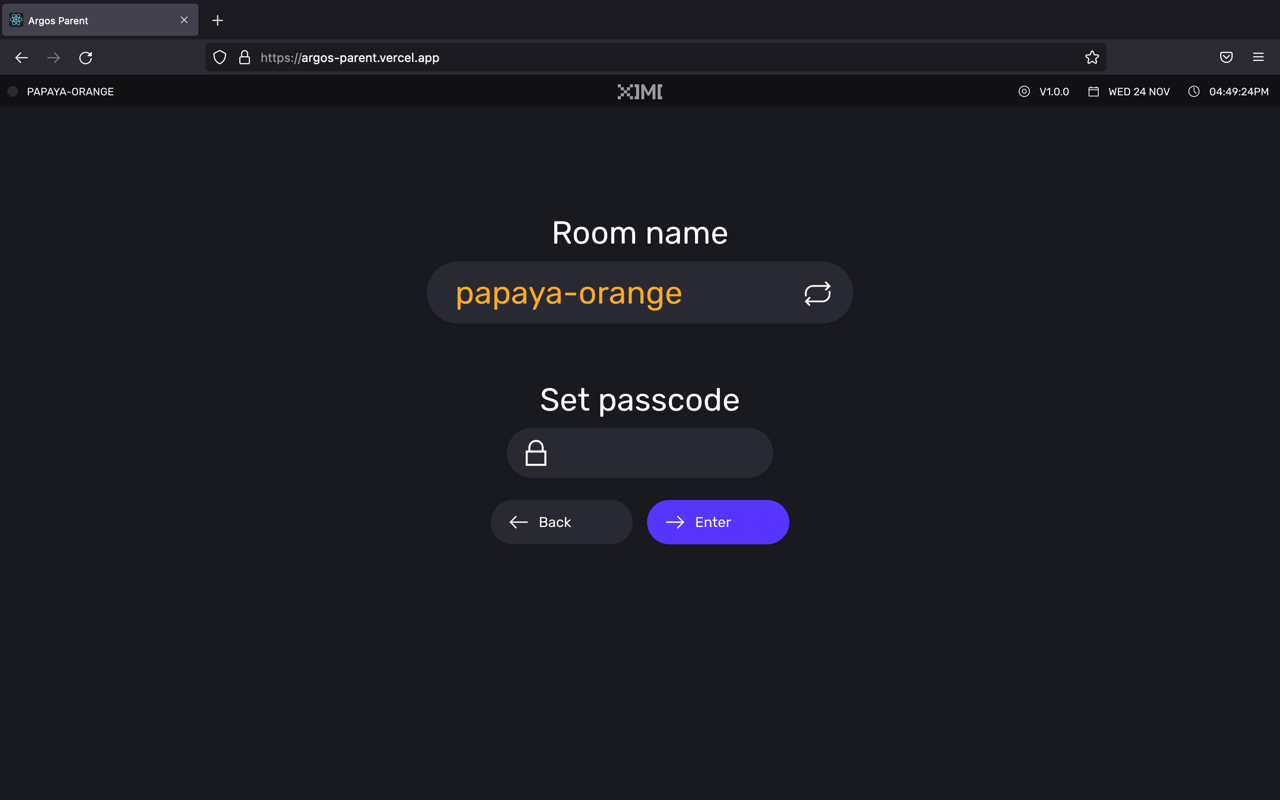 Argos Parent
https://argos-parent.vercel.app
PAPAYA-ORANGE
XIMI
V1.0.0
WED 24 NOV
04:49:24PM
Room name
papaya-orange
Set passcode
Back
Enter